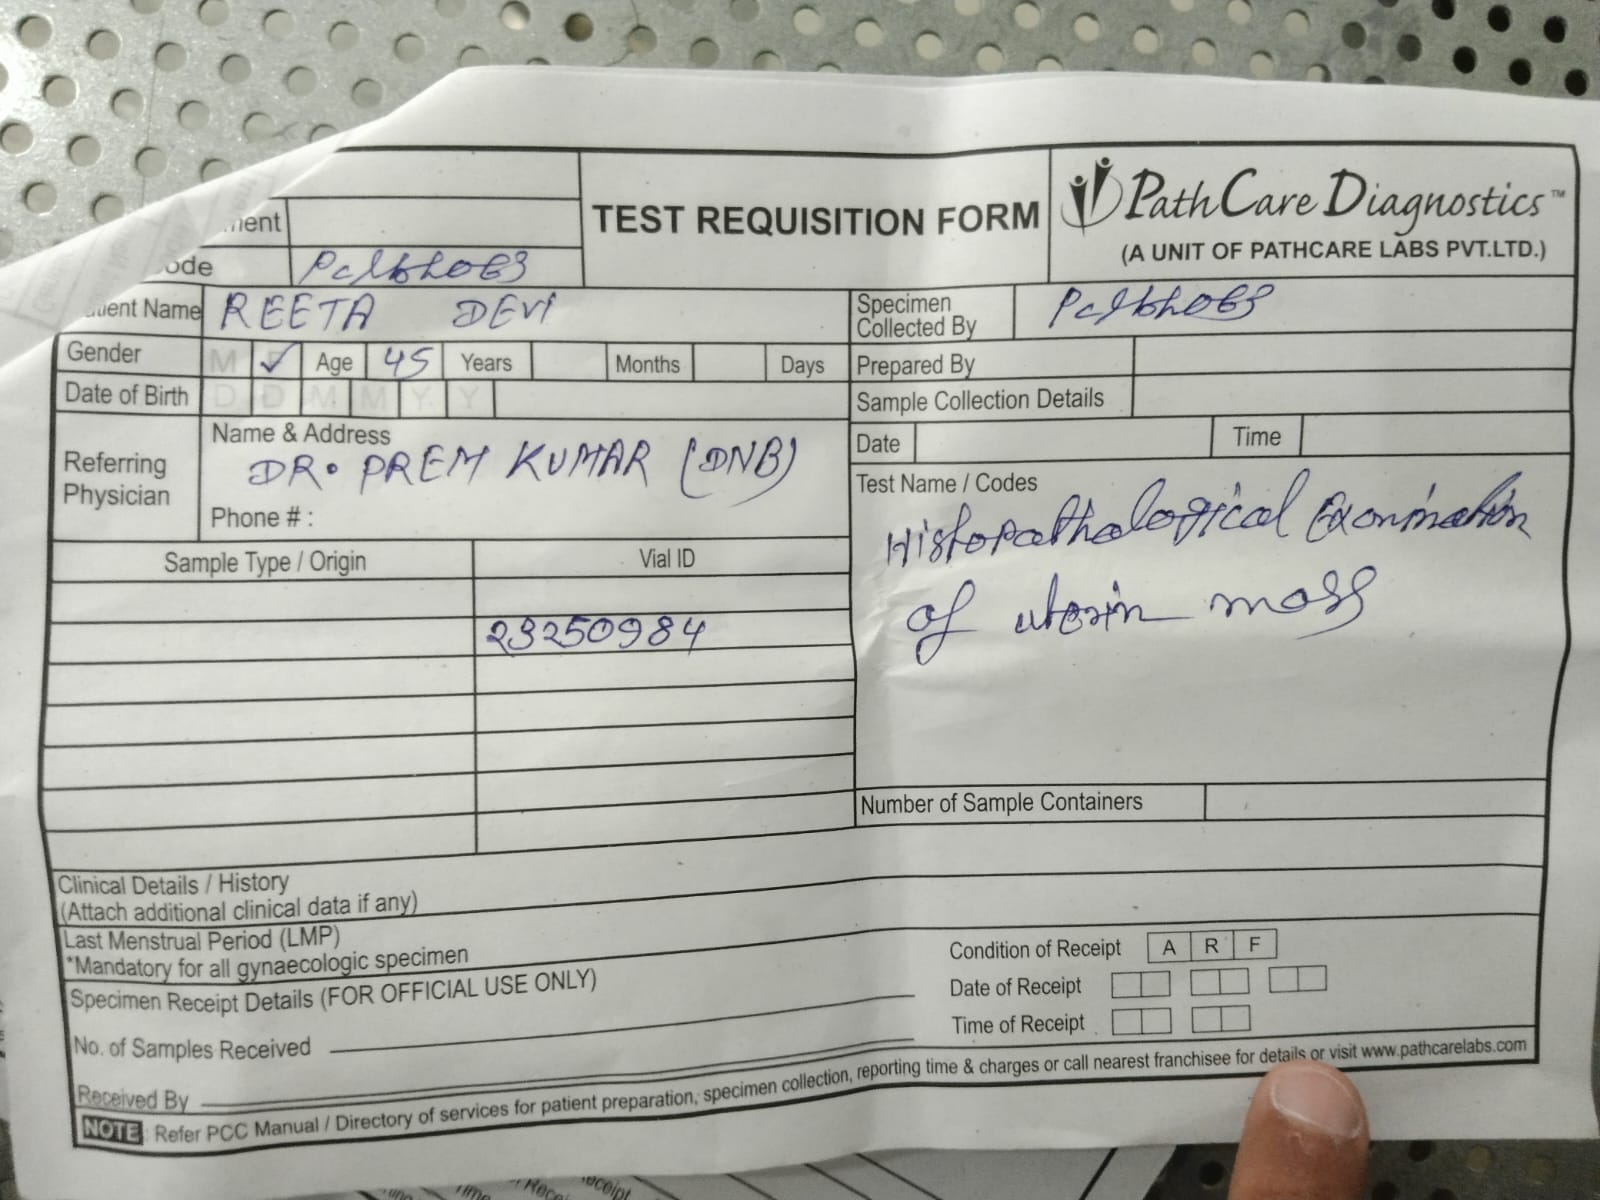 TEST REQUISITION FORM
PathCare Diagnostics™
(A UNIT OF PATHCARE LABS PVT.LTD.)
Patient Name REETA DEVI
Specimen Collected By
Gender M ✓ Age 45 Years Months Days
Prepared By
Date of Birth D D M M Y Y
Sample Collection Details
Referring Physician
Name & Address
DR. PREM KUMAR (DNB)
Phone # :
Date Time
Test Name / Codes
Histopathological Exonimation
of uterin mass
Sample Type / Origin Vial ID
23250984
Number of Sample Containers
Clinical Details / History
(Attach additional clinical data if any)
Last Menstrual Period (LMP)
*Mandatory for all gynaecologic specimen
Specimen Receipt Details (FOR OFFICIAL USE ONLY)
No. of Samples Received
Received By
Condition of Receipt A R F
Date of Receipt
Time of Receipt
NOTE : Refer PCC Manual / Directory of services for patient preparation, specimen collection, reporting time & charges or call nearest franchisee for details or visit www.pathcarelabs.com